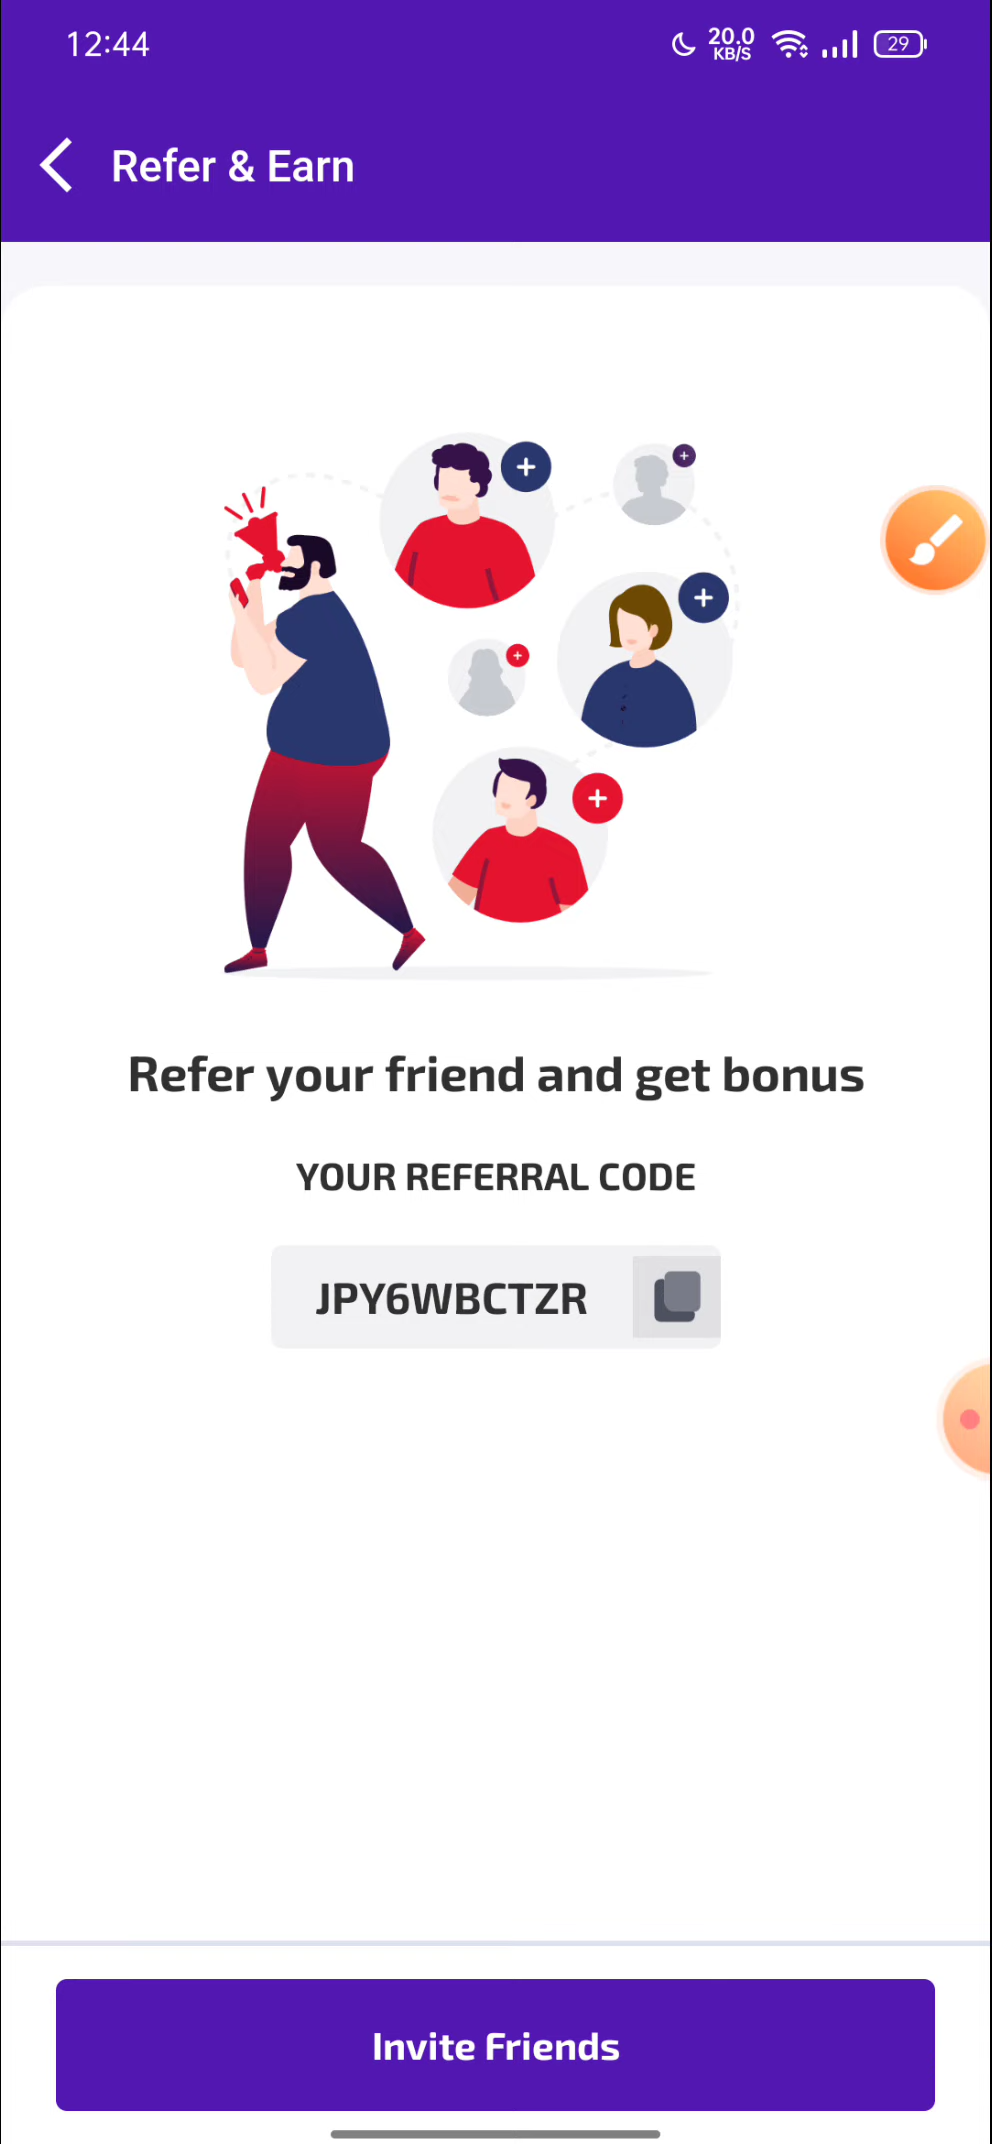 12:44
20.0
KB/S
29
Refer & Earn
Refer your friend and get bonus
YOUR REFERRAL CODE
JPY6WBCTZR
Invite Friends